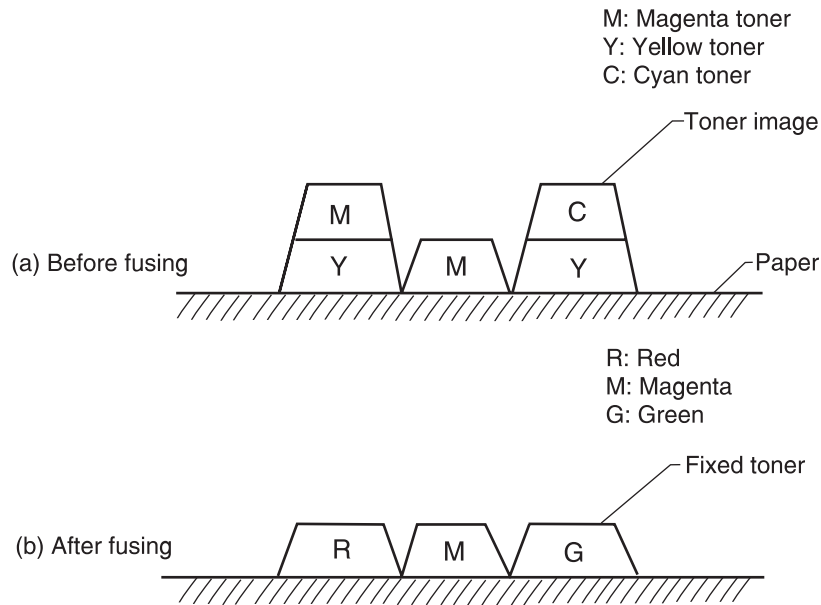 M: Magenta toner
Y: Yellow toner
C: Cyan toner
Toner image
M
C
(a) Before fusing
Y
M
Y
Paper
R: Red
M: Magenta
G: Green
Fixed toner
(b) After fusing
R
M
G